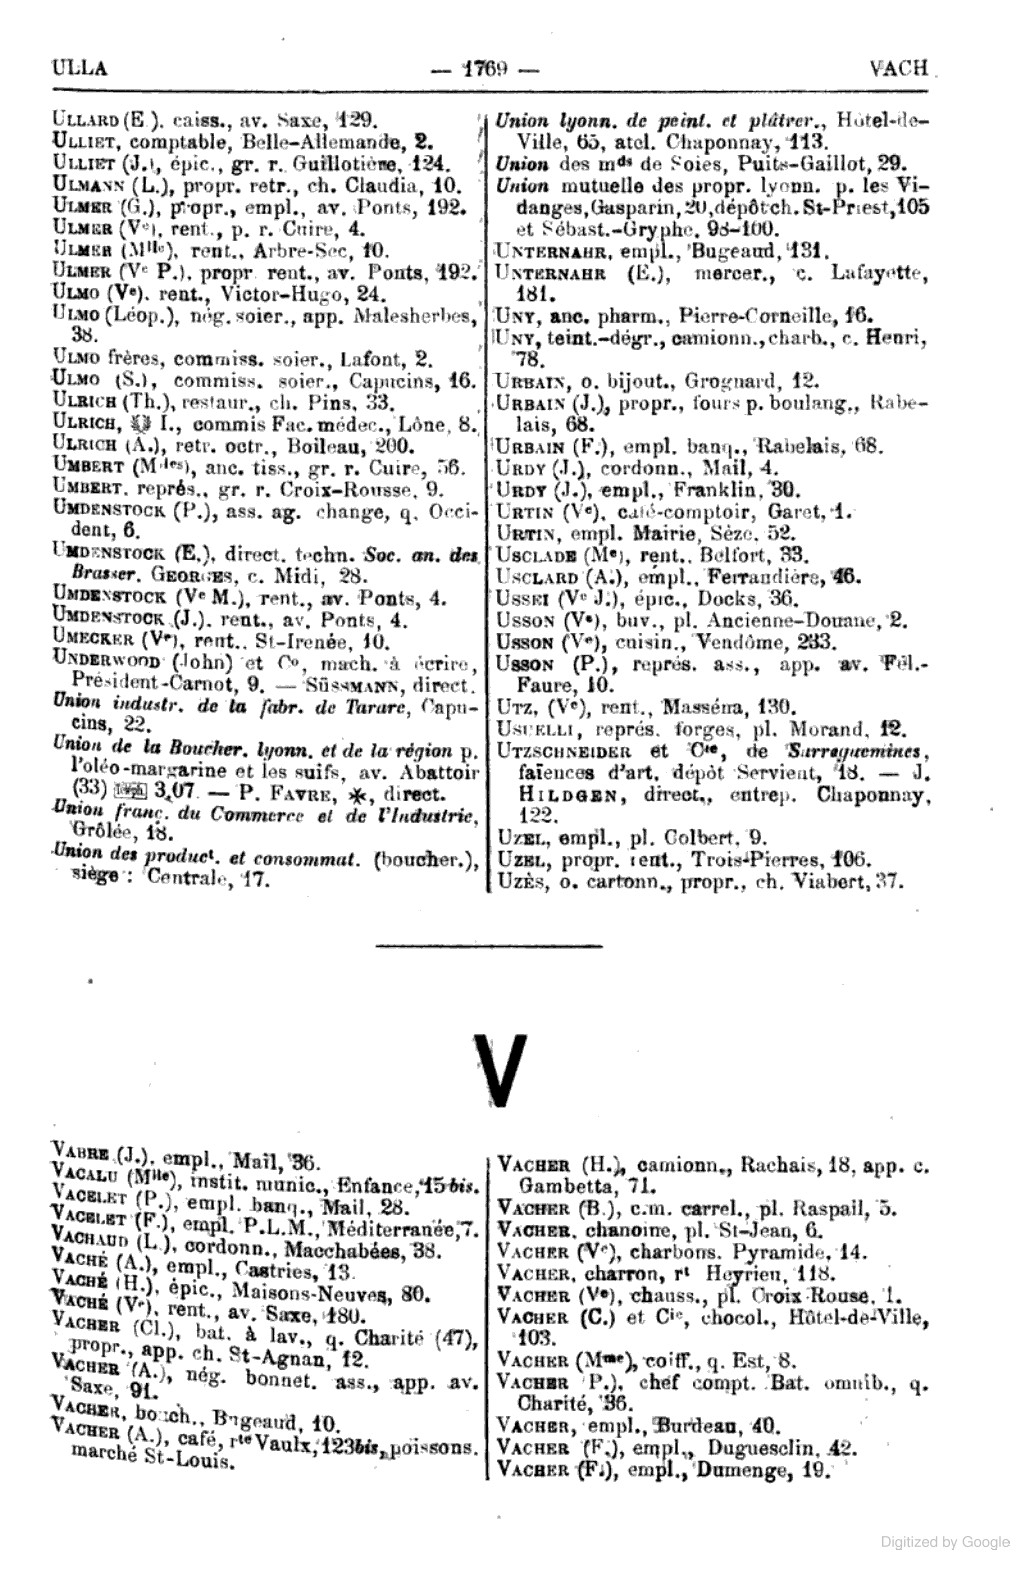 ULLA — 1769 — VACH
ULLARD (E.), caiss., av. Saxe, 129.
ULLIET, comptable, Belle-Allemande, 2.
ULLIET (J.), épic., gr. r. Guillotière, 124.
ULMANN (L.), propr. retr., ch. Claudia, 10.
ULMER (G.), propr., empl., av. Ponts, 192.
ULMER (Ve), rent., p. r. Cuire, 4.
ULMER (Mlle), rent., Arbre-Sec, 10.
ULMER (Ve P.), propr. rent., av. Ponts, 192.
ULMO (Ve), rent., Victor-Hugo, 24.
ULMO (Léop.), nég. soier., app. Malesherbes,
38.
ULMO frères, commiss. soier., Lafont, 2.
ULMO (S.), commiss. soier., Capucins, 16.
ULRICH (Th.), restaur., ch. Pins, 33.
ULRICH, I., commis Fac. médec., Lône, 8.
ULRICH (A.), retr. octr., Boileau, 200.
UMBERT (Mdes), anc. tiss., gr. r. Cuire, 56.
UMBERT, représ., gr. r. Croix-Rousse, 9.
UMDENSTOCK (P.), ass. ag. change, q. Occi-
dent, 6.
UMDENSTOCK (E.), direct. techn. Soc. an. des
Brasser. GEORGES, c. Midi, 28.
UMDENSTOCK (Ve M.), rent., av. Ponts, 4.
UMDENSTOCK (J.), rent., av. Ponts, 4.
UMECKER (Ve), rent., St-Irenée, 10.
UNDERWOOD (John) et Co, mach. à écrire,
Président-Carnot, 9. — SÜSSMANN, direct.
Union industr. de la fabr. de Tarare, Capu-
cins, 22.
Union de la Boucher. lyonn. et de la région p.
l'oléo-margarine et les suifs, av. Abattoir
(33) 3,07. — P. FAVRE, ✻, direct.
Union franç. du Commerce et de l'Industrie,
Grôlée, 18.
Union des product. et consommat. (boucher.),
siège : Centrale, 17.
Union lyonn. de peint. et plâtrer., Hôtel-de-
Ville, 65, atel. Chaponnay, 113.
Union des mds de Soies, Puits-Gaillot, 29.
Union mutuelle des propr. lyonn. p. les Vi-
danges, Gasparin, 20, dépôt ch. St-Priest, 105
et Sébast.-Gryphe, 98-100.
UNTERNAHR, empl., Bugeaud, 131.
UNTERNAHR (E.), mercer., c. Lafayette,
181.
UNY, anc. pharm., Pierre-Corneille, 16.
UNY, teint.-dégr., camionn., charb., c. Henri,
78.
URBAIN, o. bijout., Grognard, 12.
URBAIN (J.), propr., fours p. boulang., Rabe-
lais, 68.
URBAIN (F.), empl. banq., Rabelais, 68.
URDY (J.), cordonn., Mail, 4.
URDY (J.), empl., Franklin, 30.
URTIN (Ve), café-comptoir, Garet, 1.
URTIN, empl. Mairie, Sèze, 52.
USCLADE (Me), rent., Belfort, 33.
USCLARD (A.), empl., Ferrandière, 46.
USSEI (Ve J.), épic., Docks, 36.
USSON (Ve), buv., pl. Ancienne-Douane, 2.
USSON (Ve), cuisin., Vendôme, 233.
USSON (P.), représ. ass., app. av. Fél.-
Faure, 10.
UTZ, (Ve), rent., Masséna, 130.
USCELLI, représ. forges, pl. Morand, 12.
UTZSCHNEIDER et Cie, de Sarreguemines,
faïences d'art, dépôt Servient, 18. — J.
HILDGEN, direct., entrep. Chaponnay,
122.
UZEL, empl., pl. Colbert, 9.
UZEL, propr. rent., Trois-Pierres, 106.
UZÈS, o. cartonn., propr., ch. Viabert, 37.
V
VABRE (J.), empl., Mail, 36.
VACALU (Mlle), instit. munic., Enfance, 15 bis.
VACELET (P.), empl. banq., Mail, 28.
VACELET (F.), empl. P.L.M., Méditerranée, 7.
VACHAUD (L.), cordonn., Macchabées, 38.
VACHÉ (A.), empl., Castries, 13.
VACHÉ (H.), épic., Maisons-Neuves, 80.
VACHÉ (Ve), rent., av. Saxe, 180.
VACHER (Cl.), bat. à lav., q. Charité (47),
propr., app. ch. St-Agnan, 12.
VACHER (A.), nég. bonnet. ass., app. av.
Saxe, 91.
VACHER, bouch., Bugeaud, 10.
VACHER (A.), café, rte Vaulx, 123 bis, poissons.
marché St-Louis.
VACHER (H.), camionn., Rachais, 18, app. c.
Gambetta, 71.
VACHER (B.), c.m. carrel., pl. Raspail, 5.
VACHER, chanoine, pl. St-Jean, 6.
VACHER (Ve), charbons, Pyramide, 14.
VACHER, charron, rt Heyrieu, 118.
VACHER (Ve), chauss., pl. Croix-Rousse, 1.
VACHER (C.) et Cie, chocol., Hôtel-de-Ville,
103.
VACHER (Mme), coiff., q. Est, 8.
VACHER (P.), chef compt. Bat. omnib., q.
Charité, 36.
VACHER, empl., Burdeau, 40.
VACHER (F.), empl., Duguesclin, 42.
VACHER (F.), empl., Dumenge, 19.
Digitized by Google